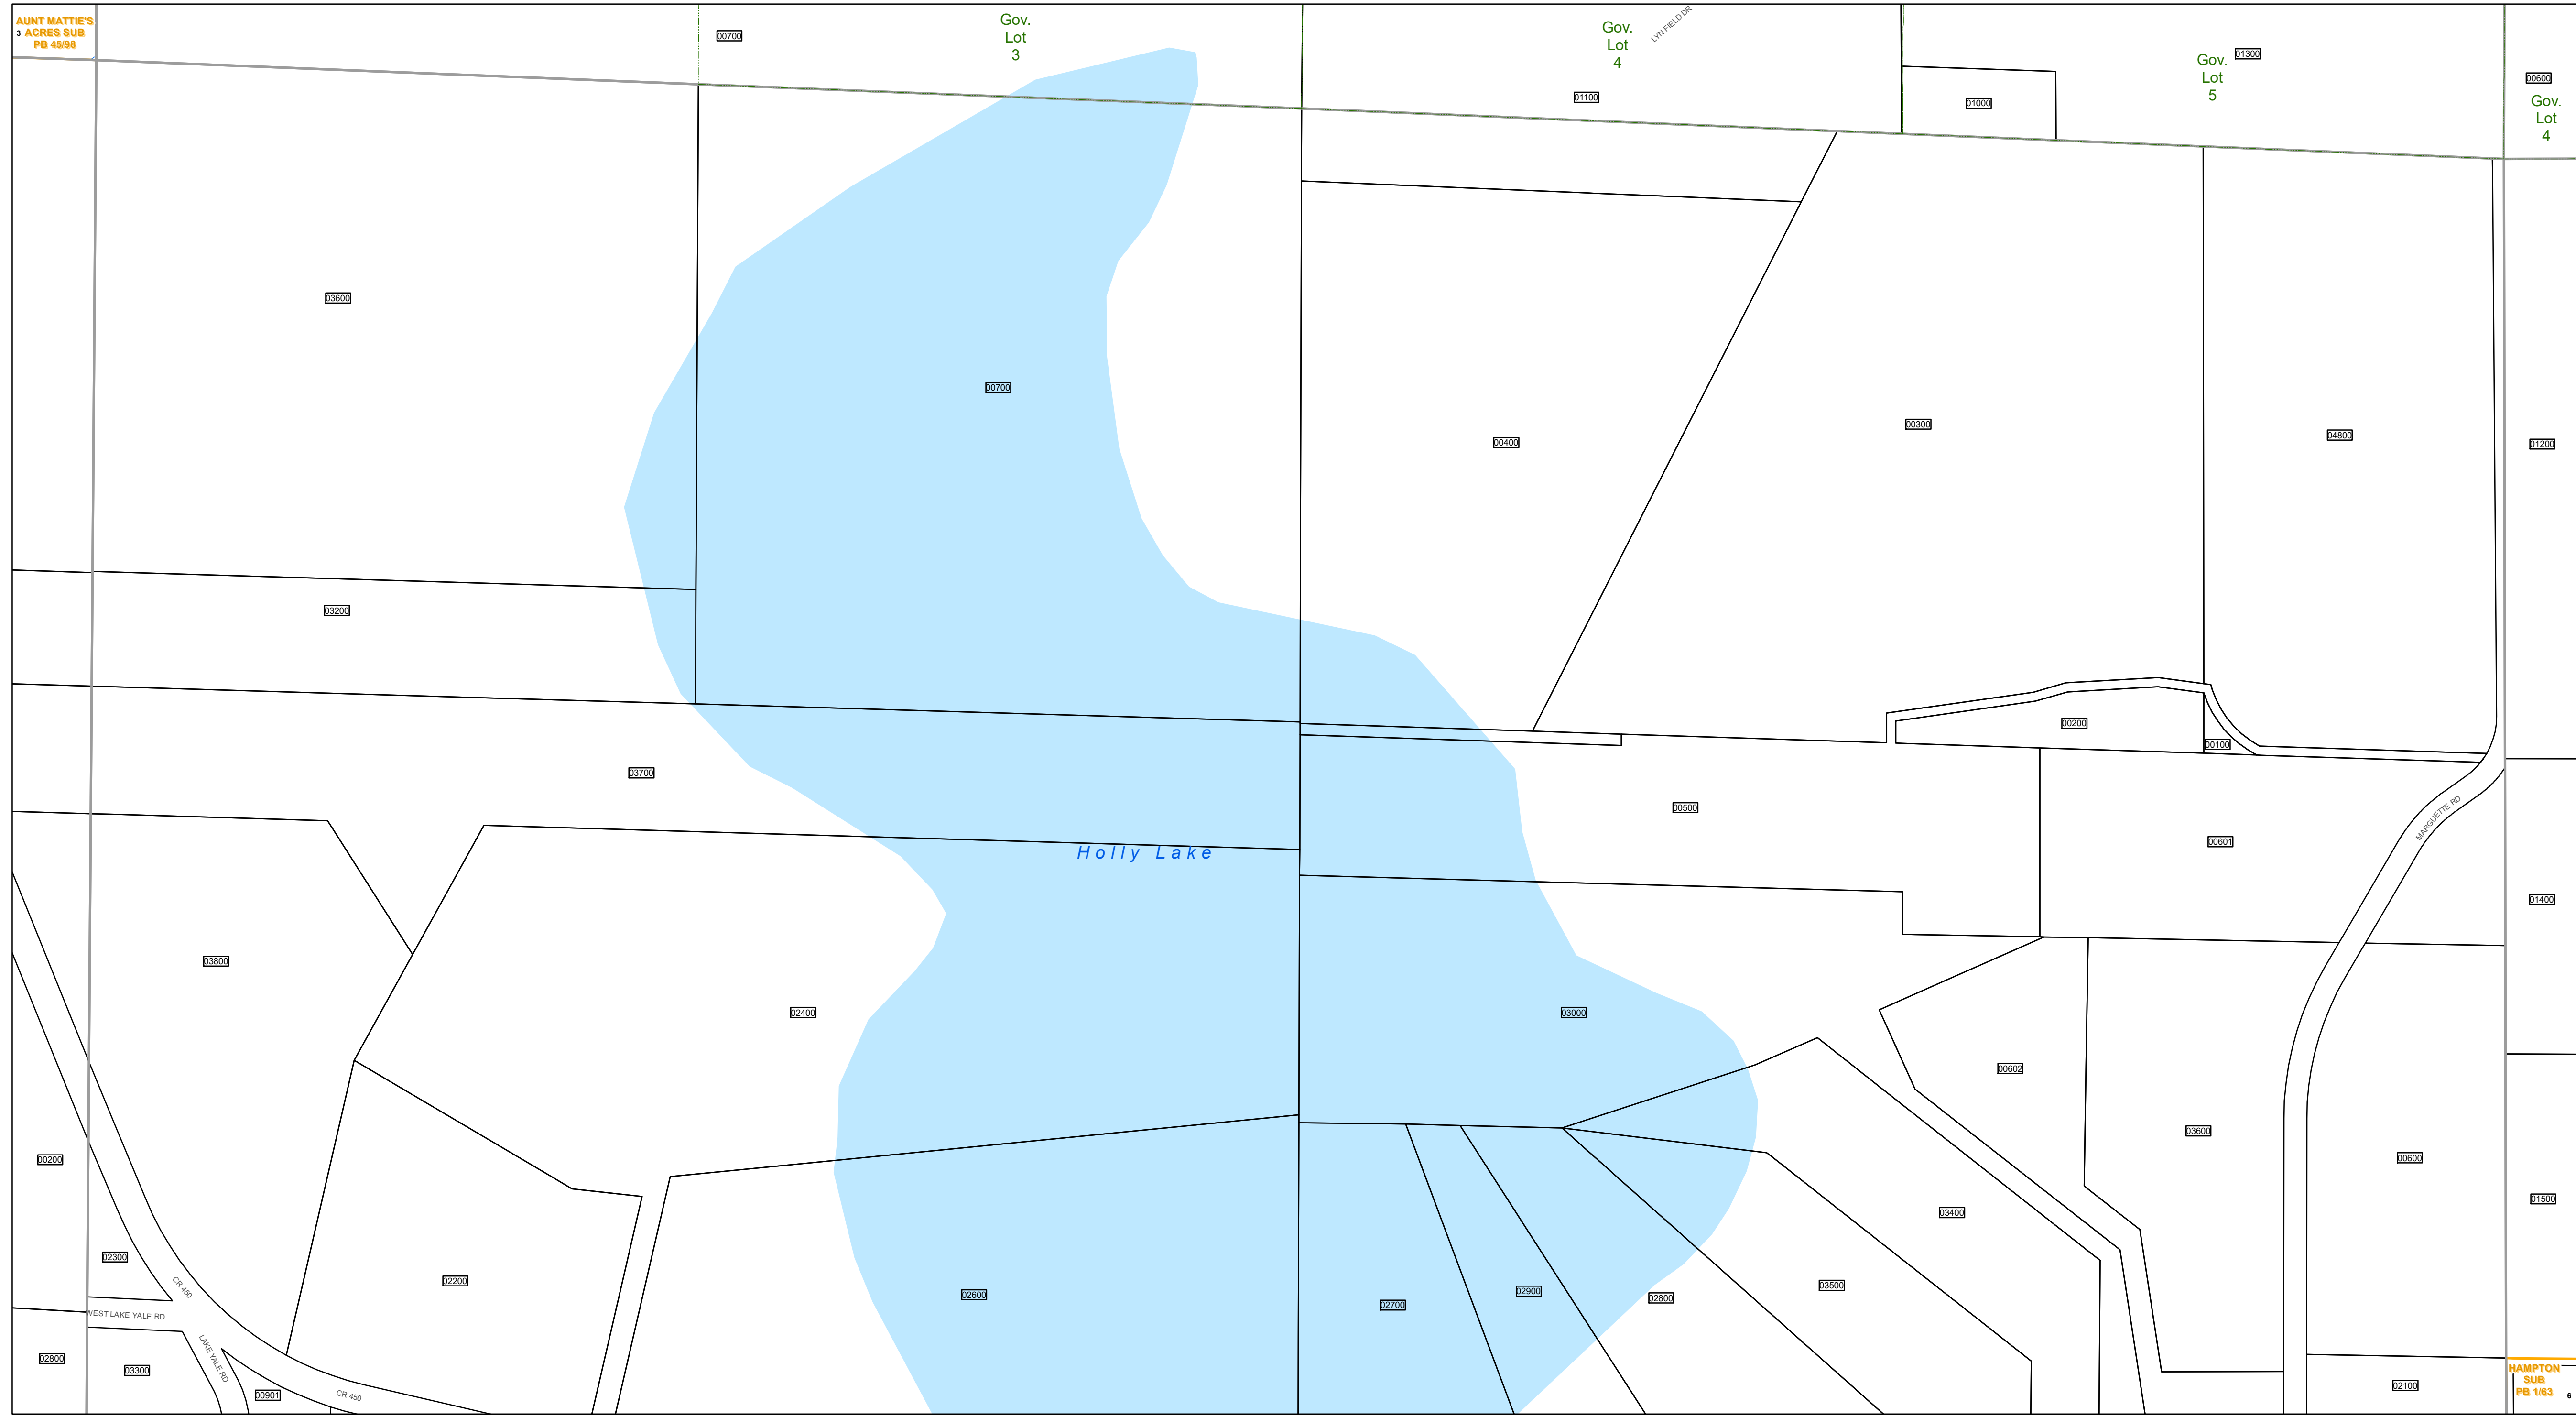 AUNT MATTIE'S
3 ACRES SUB
PB 45/98
00700
Gov.
Lot
3
Gov.
Lot
4
LYN FIELD DR
01100
01000
Gov.
Lot
5
01300
00600
Gov.
Lot
4
03600
00700
00400
00300
04800
01200
03200
03700
00200
00100
00500
00601
MARGUETTE RD
Holly Lake
01400
03800
02400
03000
00602
00200
03600
00600
01500
02300
CR 450
WEST LAKE YALE RD
02200
02600
02700
02900
02800
03500
03400
02800
03300
LAKE YALE RD
00901
CR 450
02100
HAMPTON
SUB
PB 1/63
6